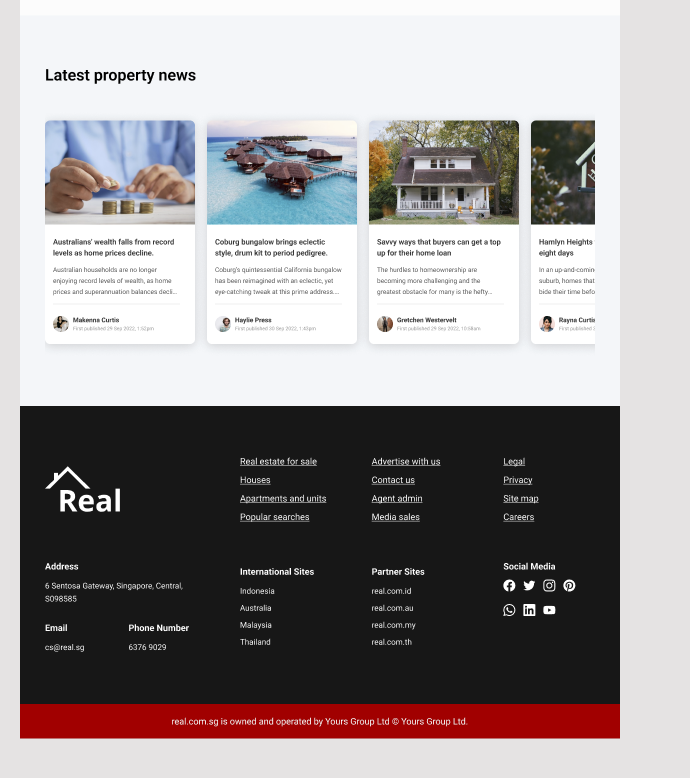 Latest property news
Australians' wealth falls from record
levels as home prices decline.
Australian households are no longer
enjoying record levels of wealth, as home
prices and superannuation balances decli...
Makenna Curtis
First published 29 Sep 2022, 1:52pm
Coburg bungalow brings eclectic
style, drum kit to period pedigree.
Coburg's quintessential California bungalow
has been reimagined with an eclectic, yet
eye-catching tweak at this prime address....
Haylie Press
First published 20 Sep 2022, 1:43pm
Savvy ways that buyers can get a top
up for their home loan
The hurdles to homeownership are
becoming more challenging and the
greatest obstacle for many is the hefty...
Gretchen Westervelt
First published 29 Sep 2022, 10:58am
Hamlyn Heights
eight days
In an up-and-comin
suburb, homes that
bide their time befo
Rayna Curtis
First published
Real
Real estate for sale
Houses
Apartments and units
Popular searches
Advertise with us
Contact us
Agent admin
Media sales
Legal
Privacy
Site map
Careers
Address
6 Sentosa Gateway, Singapore, Central,
S098585
Email
cs@real.sg
Phone Number
6376 9029
International Sites
Indonesia
Australia
Malaysia
Thailand
Partner Sites
real.com.id
real.com.au
real.com.my
real.com.th
Social Media
real.com.sg is owned and operated by Yours Group Ltd © Yours Group Ltd.